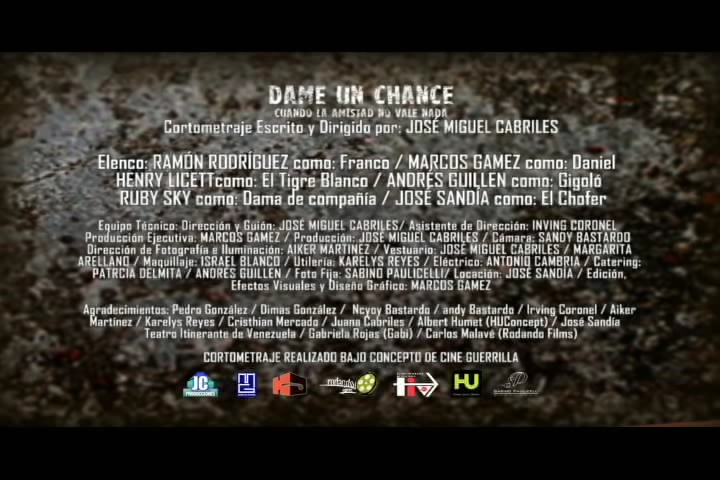 DAME UN CHANCE
CUANDO LA AMISTAD NO VALE NADA
Cortometraje Escrito y Dirigido por: JOSÉ MIGUEL CABRILES
Elenco: RAMÓN RODRÍGUEZ como: Franco / MARCOS GAMEZ como: Daniel
HENRY LICETTcomo: El Tigre Blanco / ANDRÉS GUILLEN como: Gigoló
RUBY SKY como: Dama de compañía / JOSÉ SANDÍA como: El Chofer
Equipo Técnico: Dirección y Guión: JOSÉ MIGUEL CABRILES/ Asistente de Dirección: IRVING CORONEL
Producción Ejecutiva: MARCOS GAMEZ / Producción: JOSÉ MIGUEL CABRILES / Cámara: SANDY BASTARDO
Dirección de Fotografía e Iluminación: AIKER MARTÍNEZ / Vestuario: JOSÉ MIGUEL CABRILES / MARGARITA
ARELLANO / Maquillaje: ISRAEL BLANCO / Utilería: KARELYS REYES / Eléctrico: ANTONIO CAMBRIA / Catering:
PATRCIA DELMITA / ANDRÉS GUILLEN / Foto Fija: SABINO PAULICELLI/ Locación: JOSÉ SANDÍA / Edición,
Efectos Visuales y Diseño Gráfico: MARCOS GAMEZ
Agradecimientos: Pedro González / Dimas González / Ncyoy Bastardo / andy Bastardo / Irving Coronel / Aiker
Martínez / Karelys Reyes / Cristhian Mercado / Juana Cabriles / Albert Humet (HUConcept) / José Sandía
Teatro Itinerante de Venezuela / Gabriela Rojas (Gabi) / Carlos Malavé (Rodando Films)
CORTOMETRAJE REALIZADO BAJO CONCEPTO DE CINE GUERRILLA
JC PRODUCCIONES
rodando
HU